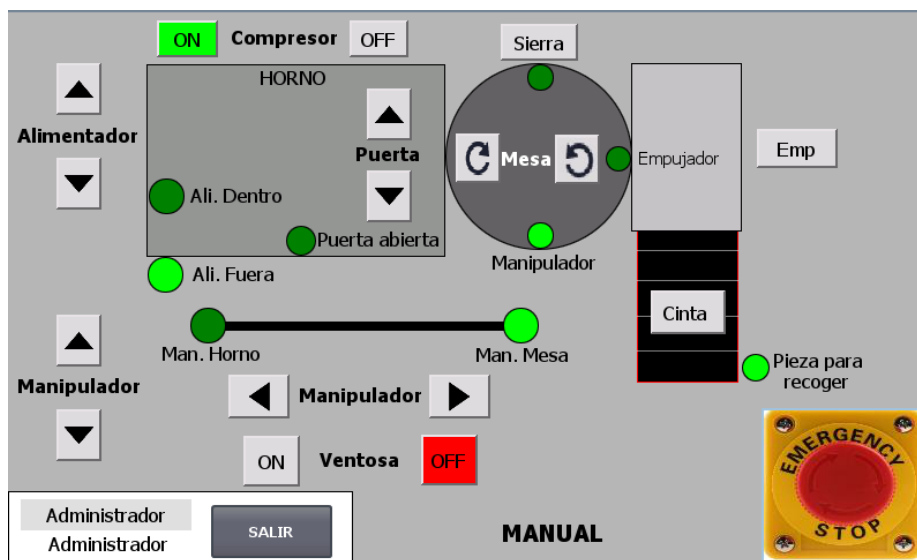 ON
Compresor
OFF
Sierra
HORNO
Alimentador
Puerta
Mesa
Empujador
Emp
Ali. Dentro
Puerta abierta
Manipulador
Ali. Fuera
Cinta
Man. Horno
Man. Mesa
Pieza para
recoger
Manipulador
Manipulador
ON
Ventosa
OFF
EMERGENCY
STOP
Administrador
Administrador
SALIR
MANUAL